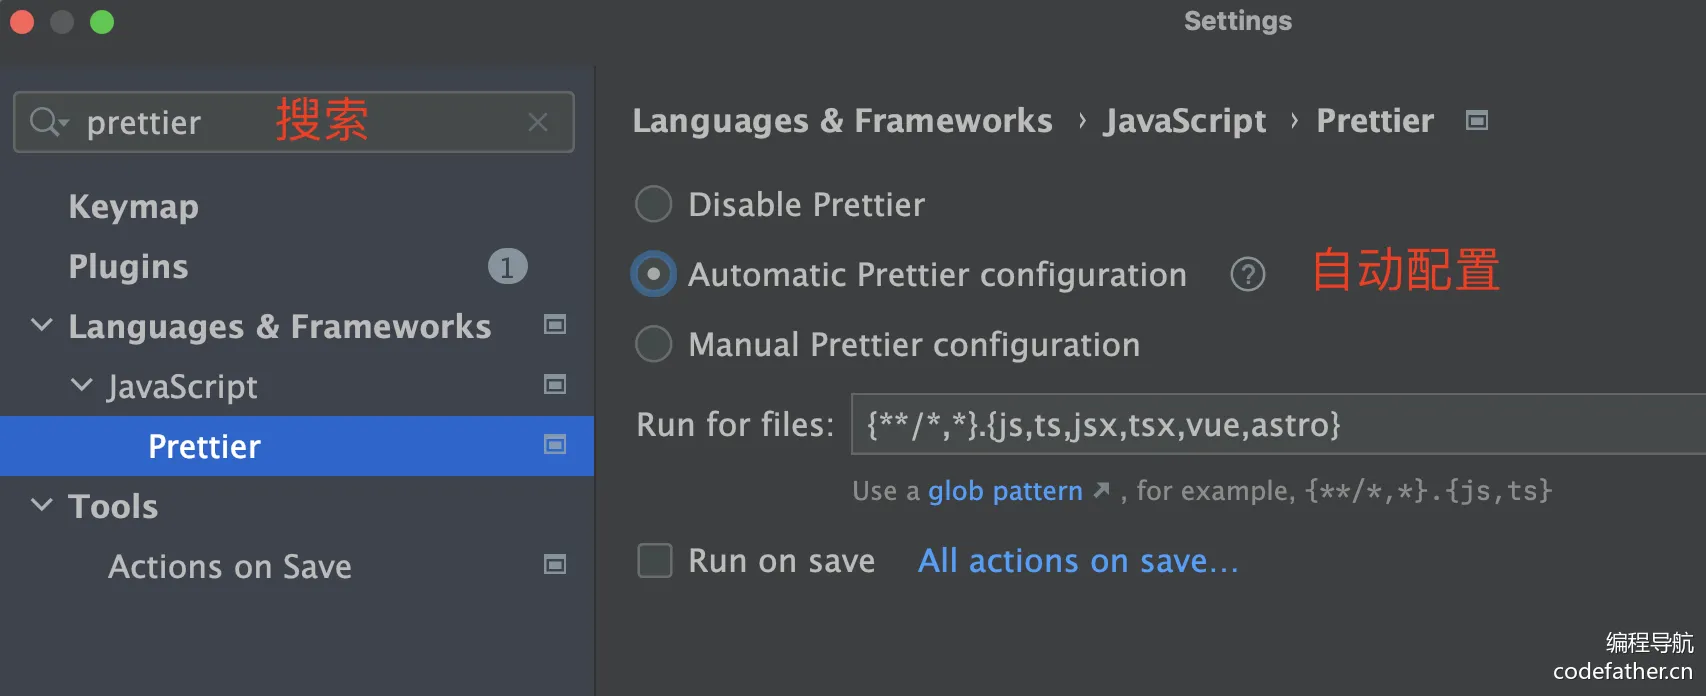 Settings
prettier 搜索
Keymap
Plugins 1
Languages & Frameworks
JavaScript
Prettier
Tools
Actions on Save
Languages & Frameworks › JavaScript › Prettier
Disable Prettier
Automatic Prettier configuration ? 自动配置
Manual Prettier configuration
Run for files: {**/*,*}.{js,ts,jsx,tsx,vue,astro}
Use a glob pattern ↗ , for example, {**/*,*}.{js,ts}
Run on save All actions on save...
编程导航
codefather.cn